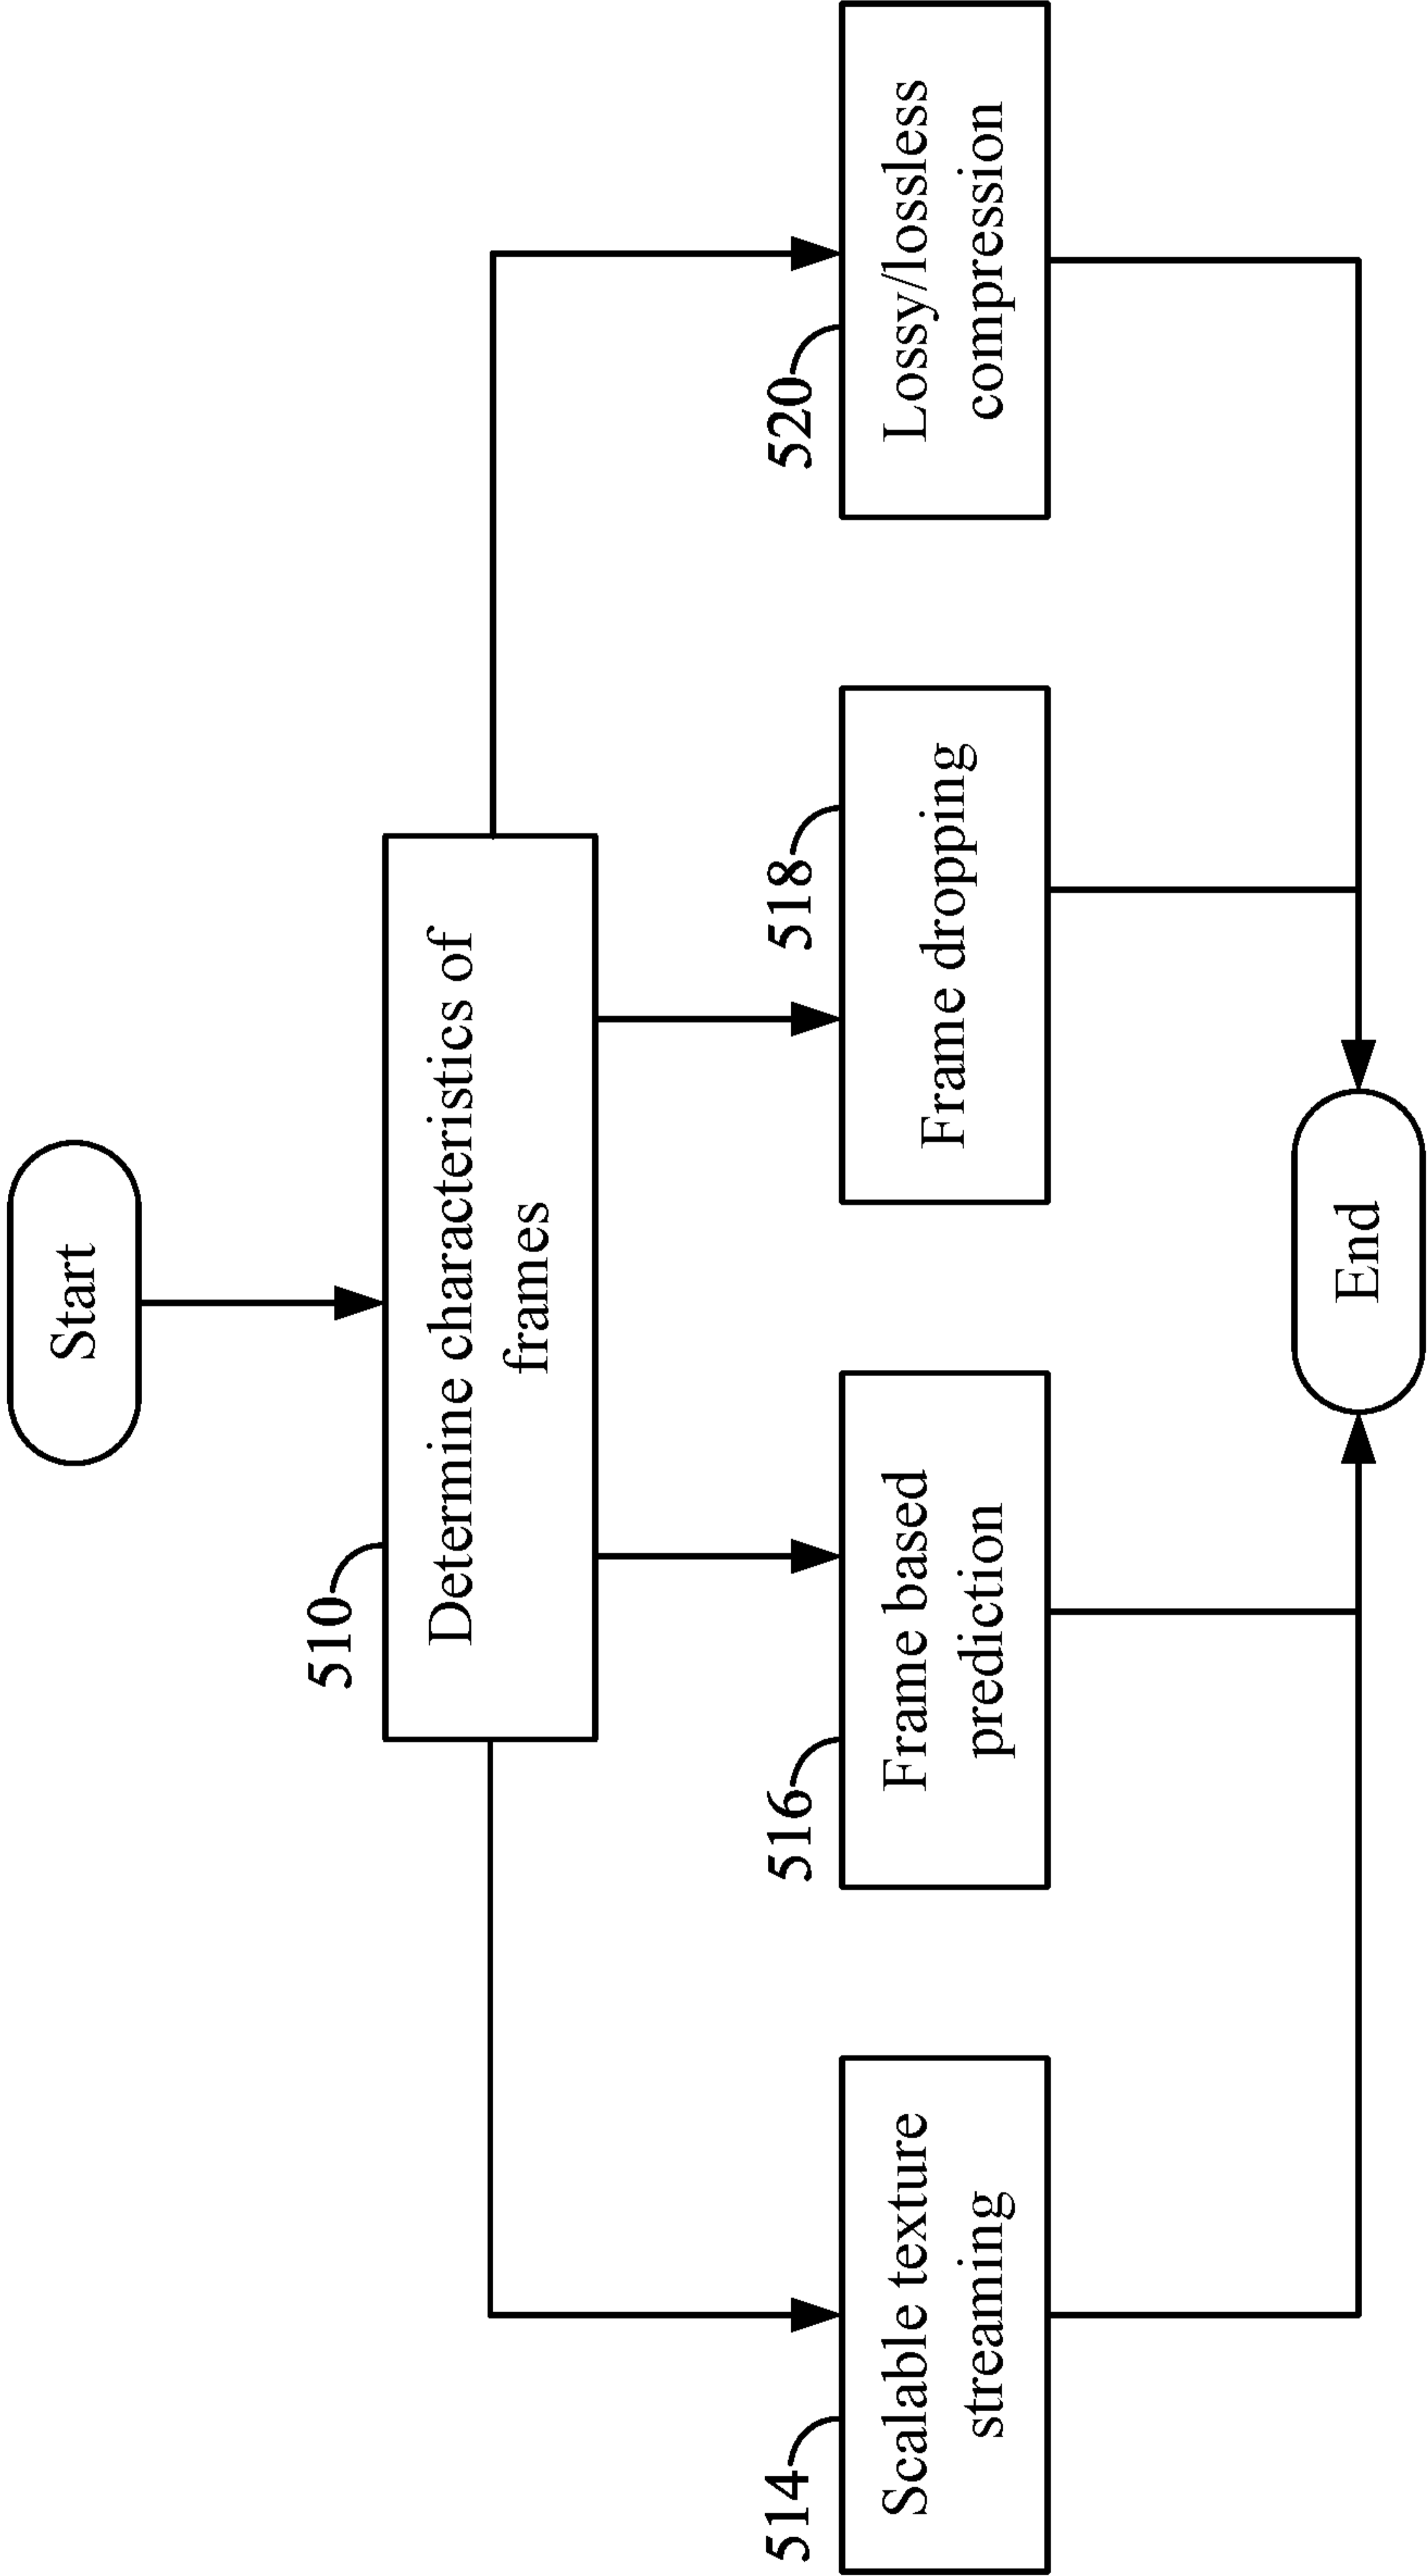 Start
510
Determine characteristics of
frames
514
Scalable texture
streaming
516
Frame based
prediction
518
Frame dropping
520
Lossy/lossless
compression
End